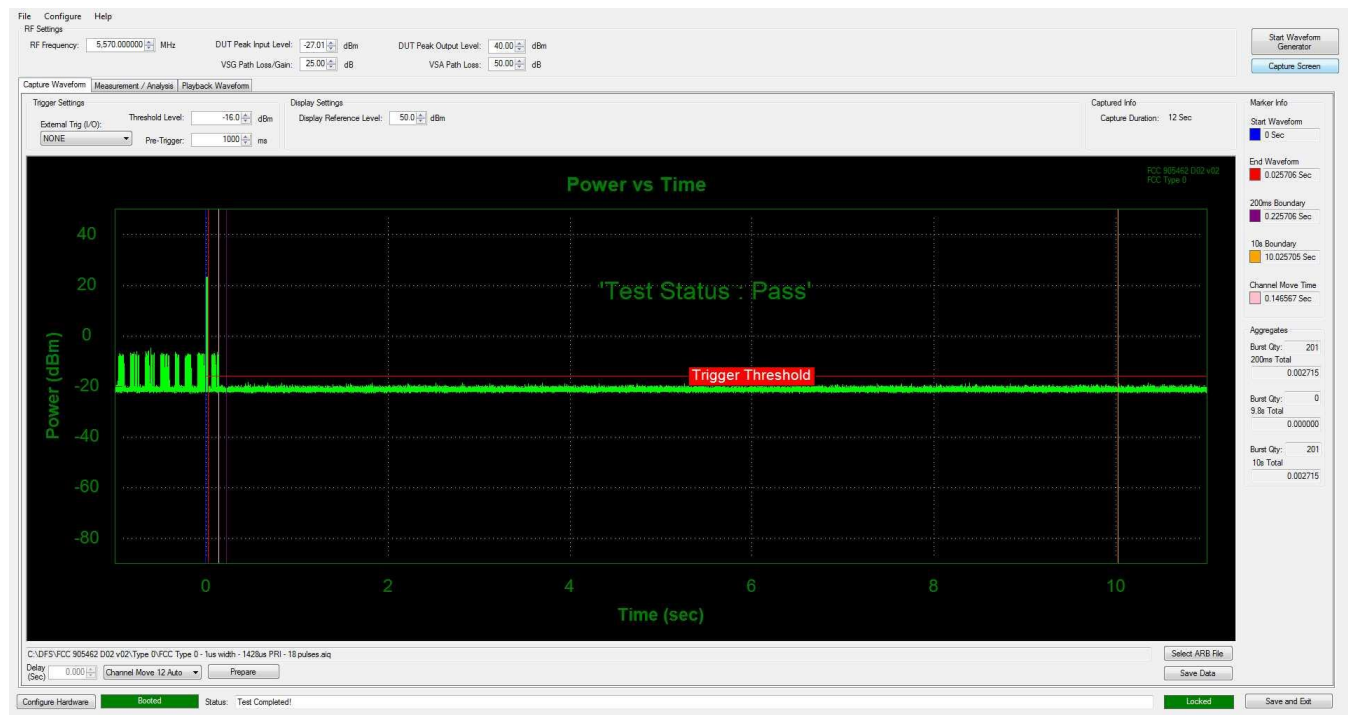 File Configure Help
RF Settings
RF Frequency: 5,570.000000 MHz DUT Peak Input Level: -27.01 dBm DUT Peak Output Level: 40.00 dBm
VSG Path Loss/Gain: 25.00 dB VSA Path Loss: 50.00 dB
Start Waveform Generator
Capture Screen
Capture Waveform Measurement / Analysis Playback Waveform
Trigger Settings
External Trig (I/O): Threshold Level: -16.0 dBm
NONE Pre-Trigger: 1000 ms
Display Settings
Display Reference Level: 50.0 dBm
Captured Info
Capture Duration: 12 Sec
Marker Info
Start Waveform
0 Sec
End Waveform
0.025706 Sec
200ms Boundary
0.225706 Sec
10s Boundary
10.025705 Sec
Channel Move Time
0.146567 Sec
Aggregates
Burst Qty: 201
200ms Total
0.002715
Burst Qty: 0
9.8s Total
0.000000
Burst Qty: 201
10s Total
0.002715
Power vs Time
FCC 905462 D02 v02
FCC Type 0
'Test Status : Pass'
Trigger Threshold
Power (dBm)
40
20
0
-20
-40
-60
-80
0 2 4 6 8 10
Time (sec)
C:\DFS\FCC 905462 D02 v02\Type 0\FCC Type 0 - 1us width - 1428us PRI - 18 pulses.aiq
Select ARB File
Delay (Sec) 0.000 Channel Move 12 Auto Prepare
Save Data
Configure Hardware Booted Status: Test Completed! Locked Save and Exit